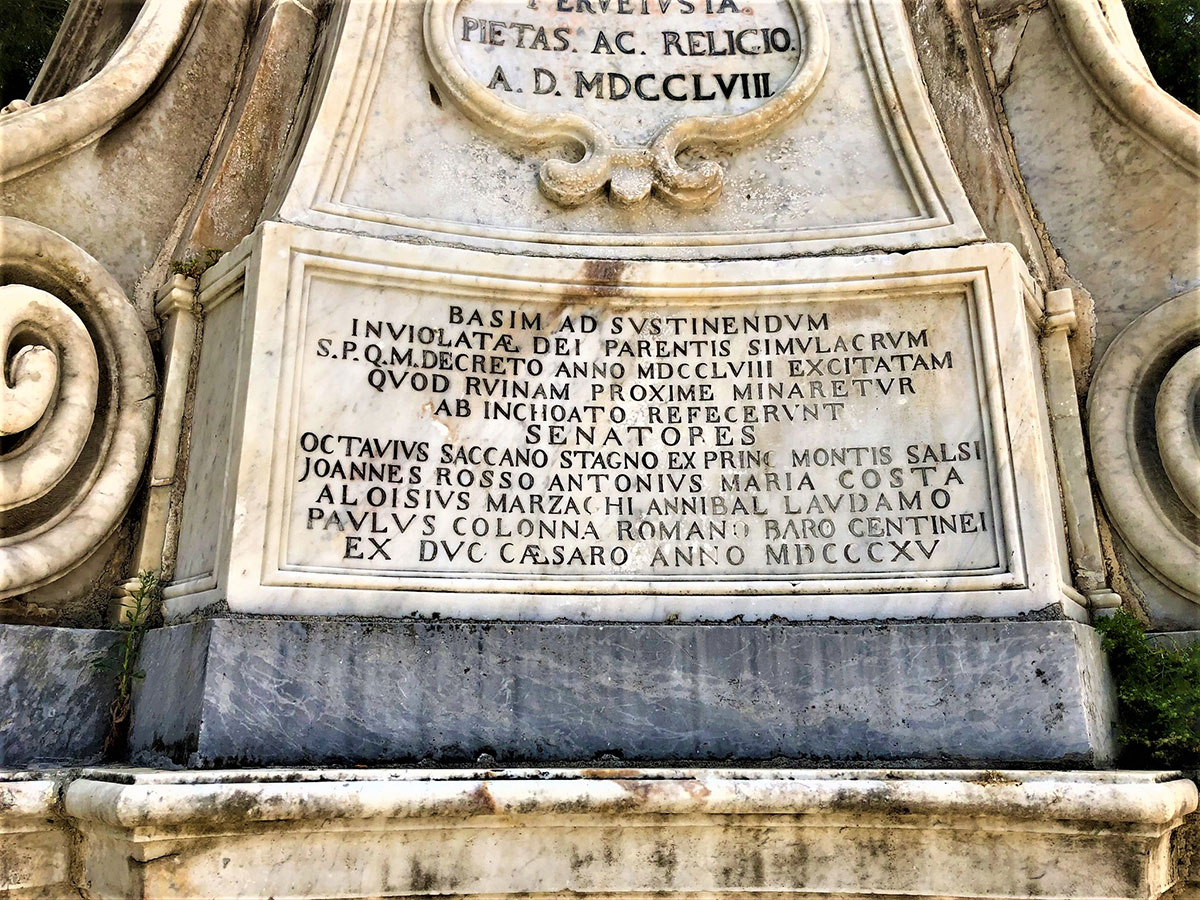 PERVETVSTA.
PIETAS. AC. RELIGIO.
A. D. MDCCLVIII.
BASIM AD SVSTINENDVM
INVIOLATÆ DEI PARENTIS SIMVLACRVM
S.P.Q.M. DECRETO ANNO MDCCLVIII EXCITATAM
QVOD RVINAM PROXIME MINARETVR
AB INCHOATO REFECERVNT
SENATORES
OCTAVIVS SACCANO STAGNO EX PRINC MONTIS SALSI
JOANNES ROSSO ANTONIVS MARIA COSTA
ALOISIVS MARZACHI ANNIBAL LAVDAMO
PAVLVS COLONNA ROMANO BARO CENTINEI
EX DVC CÆSARO ANNO MDCCCXV